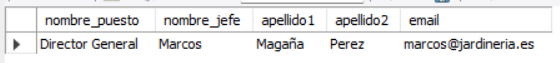 nombre_puesto nombre_jefe apellido1 apellido2 email
Director General Marcos Magaña Perez marcos@jardineria.es